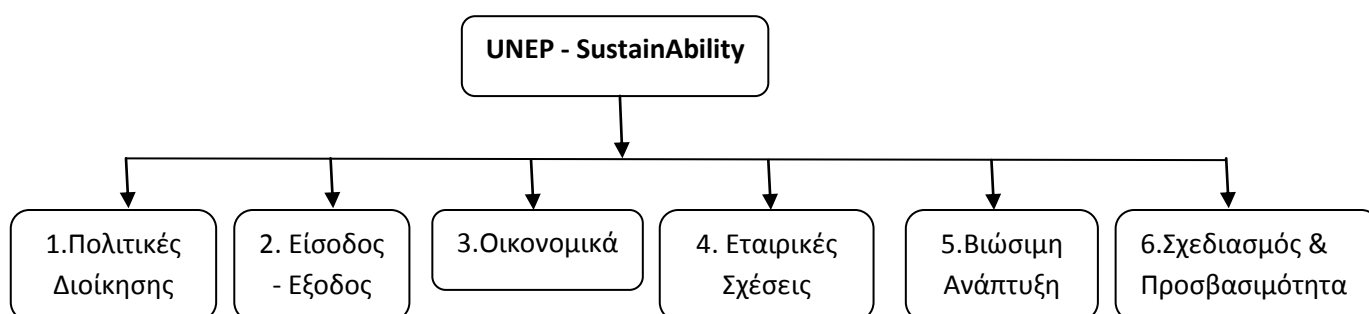 UNEP - SustainAbility
1.Πολιτικές
Διοίκησης
2. Είσοδος
- Εξοδος
3.Οικονομικά
4. Εταιρικές
Σχέσεις
5.Βιώσιμη
Ανάπτυξη
6.Σχεδιασμός &
Προσβασιμότητα